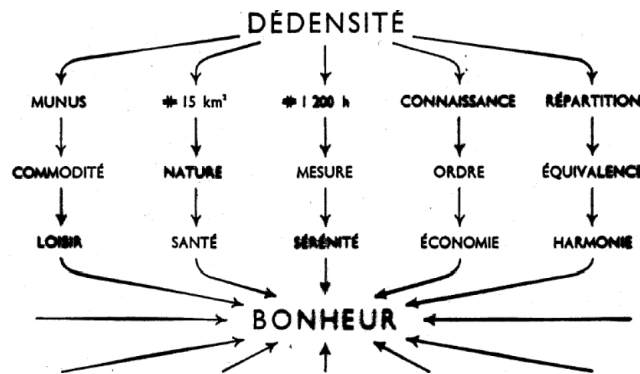 DÉDENSITÉ
MUNUS # 15 km² # 1 200 h CONNAISSANCE RÉPARTITION
COMMODITÉ NATURE MESURE ORDRE ÉQUIVALENCE
LOISIR SANTÉ SÉRÉNITÉ ÉCONOMIE HARMONIE
BONHEUR